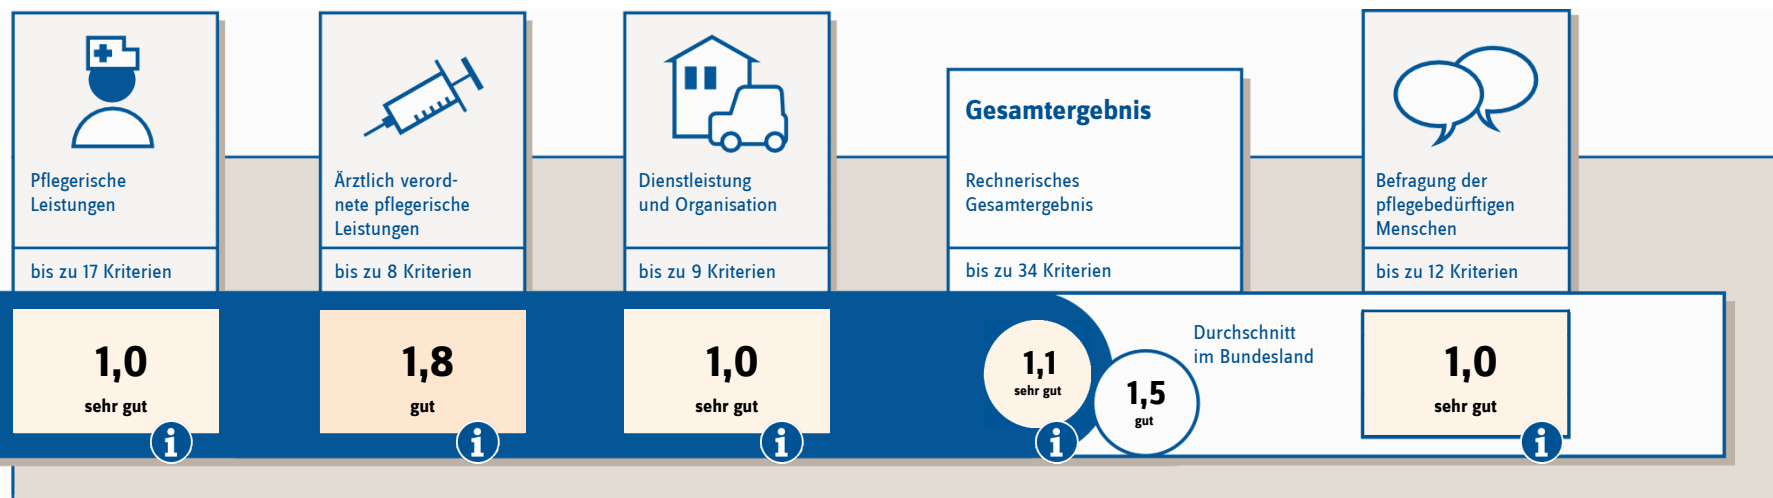 Pflegerische
Leistungen
bis zu 17 Kriterien
1,0
sehr gut
Ärztlich verord-
nete pflegerische
Leistungen
bis zu 8 Kriterien
1,8
gut
Dienstleistung
und Organisation
bis zu 9 Kriterien
1,0
sehr gut
Gesamtergebnis
Rechnerisches
Gesamtergebnis
bis zu 34 Kriterien
1,1
sehr gut
1,5
gut
Durchschnitt
im Bundesland
Befragung der
pflegebedürftigen
Menschen
bis zu 12 Kriterien
1,0
sehr gut